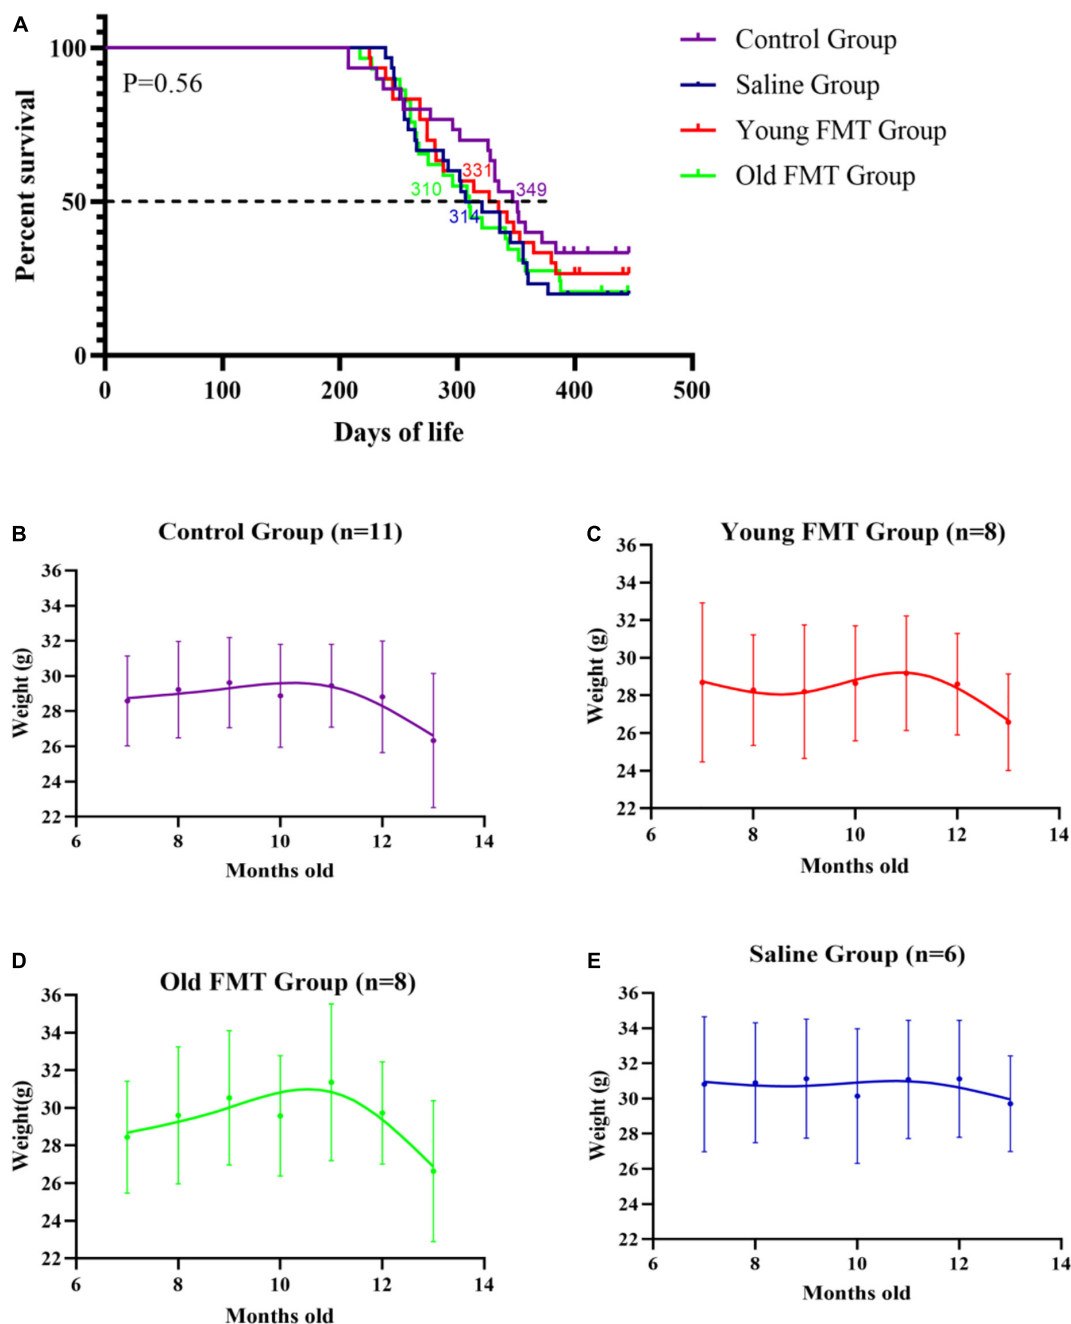 A
100
50
0
Percent survival
P=0.56
331
310
349
314
0 100 200 300 400 500
Days of life
Control Group
Saline Group
Young FMT Group
Old FMT Group
B
Control Group (n=11)
36
34
32
30
28
26
24
22
Weight (g)
6 8 10 12 14
Months old
C
Young FMT Group (n=8)
36
34
32
30
28
26
24
22
Weight (g)
6 8 10 12 14
Months old
D
Old FMT Group (n=8)
36
34
32
30
28
26
24
22
Weight(g)
6 8 10 12 14
Months old
E
Saline Group (n=6)
36
34
32
30
28
26
24
22
Weight (g)
6 8 10 12 14
Months old